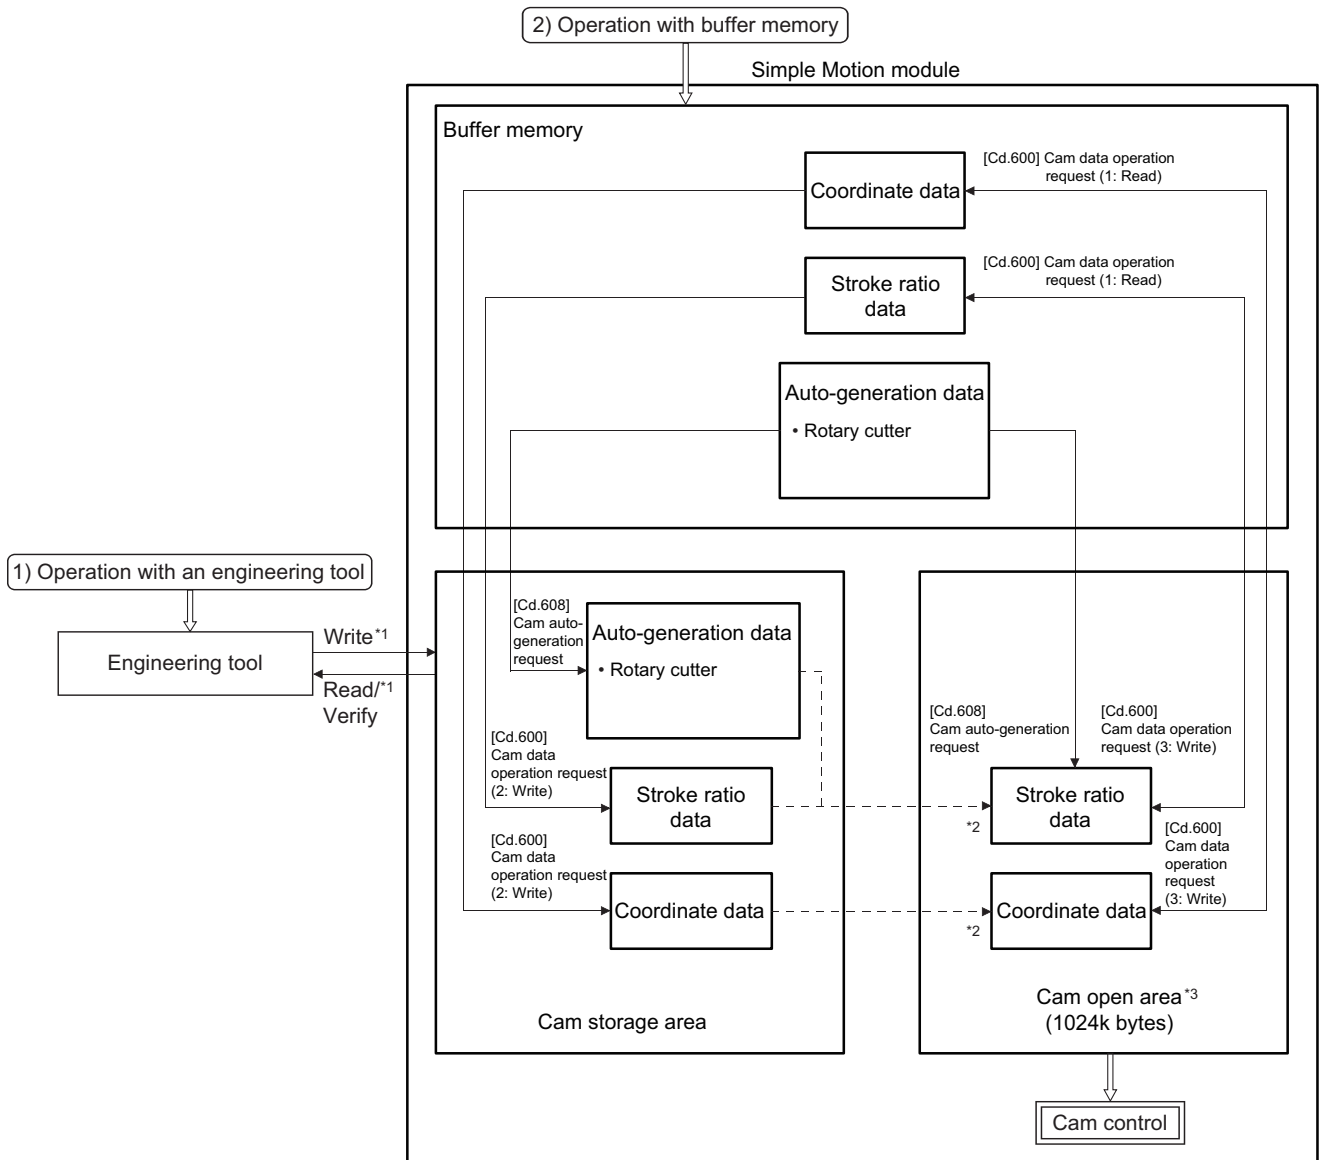 2) Operation with buffer memory
Simple Motion module
Buffer memory
Coordinate data
[Cd.600] Cam data operation
request (1: Read)
Stroke ratio
data
[Cd.600] Cam data operation
request (1: Read)
Auto-generation data
• Rotary cutter
1) Operation with an engineering tool
Engineering tool
Write*1
Read/*1
Verify
[Cd.608]
Cam auto-
generation
request
Auto-generation data
• Rotary cutter
[Cd.600]
Cam data
operation request
(2: Write)
Stroke ratio
data
[Cd.600]
Cam data
operation request
(2: Write)
Coordinate data
Cam storage area
[Cd.608]
Cam auto-generation
request
[Cd.600]
Cam data operation
request (3: Write)
*2
Stroke ratio
data
[Cd.600]
Cam data
operation
request
(3: Write)
*2
Coordinate data
Cam open area*3
(1024k bytes)
Cam control